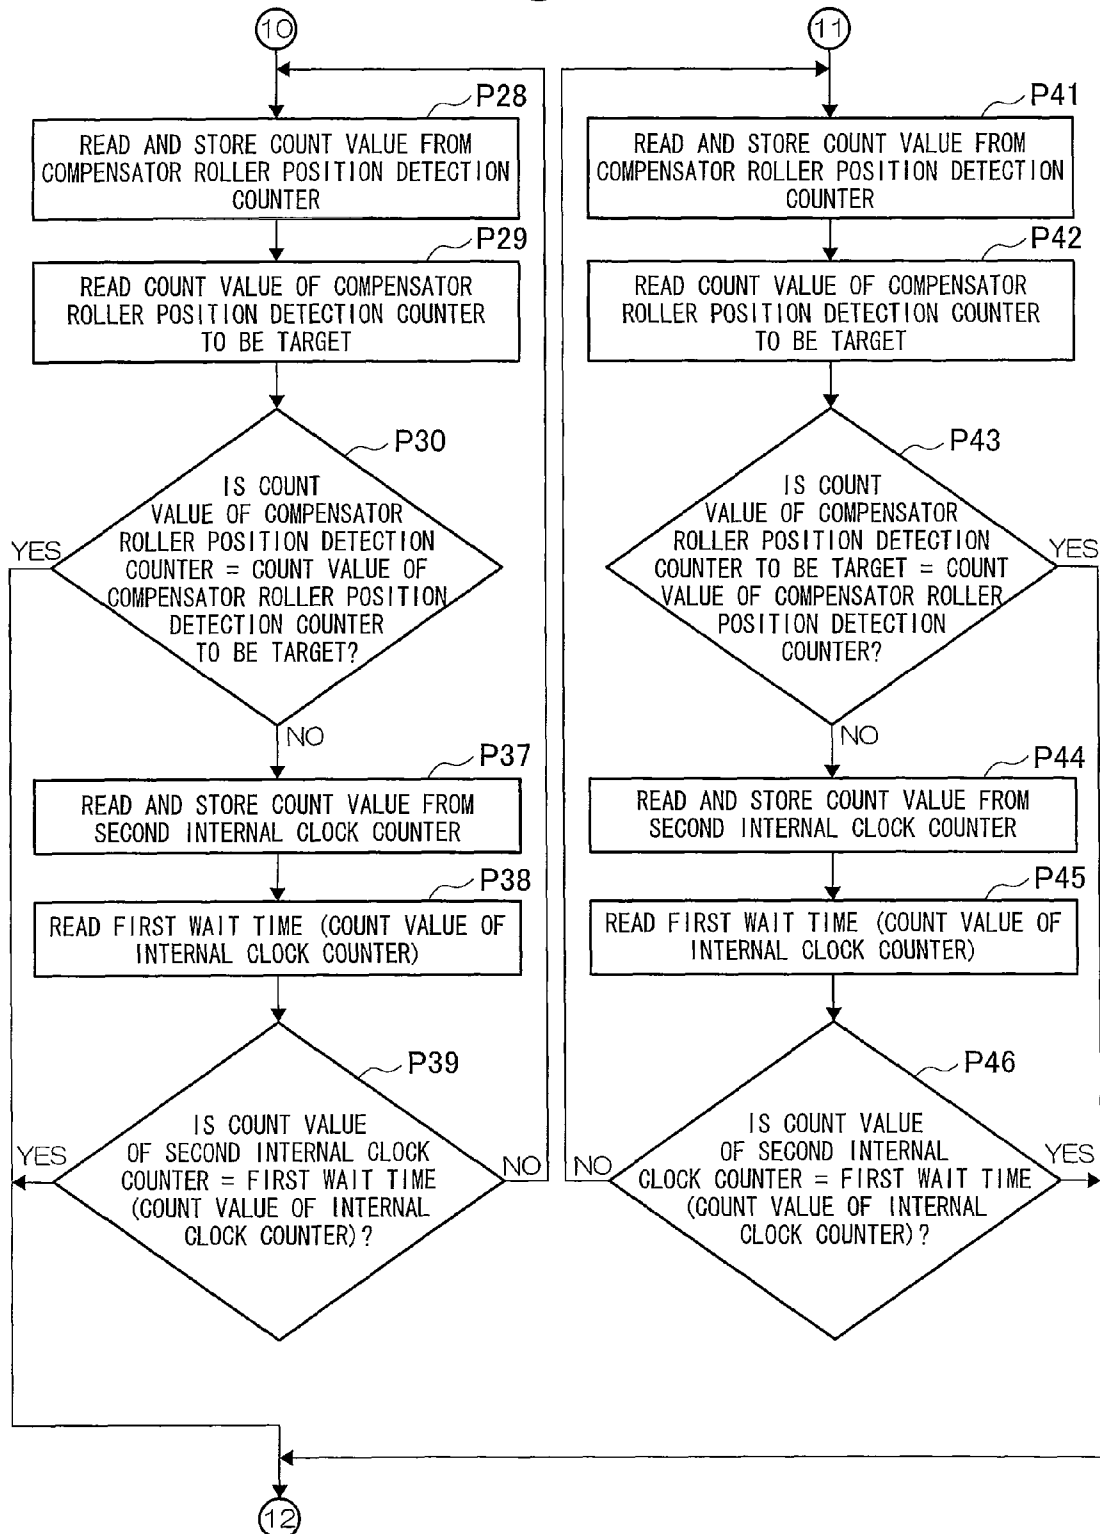 10
P28
READ AND STORE COUNT VALUE FROM
COMPENSATOR ROLLER POSITION DETECTION
COUNTER
P29
READ COUNT VALUE OF COMPENSATOR
ROLLER POSITION DETECTION COUNTER
TO BE TARGET
P30
IS COUNT
VALUE OF COMPENSATOR
ROLLER POSITION DETECTION
COUNTER = COUNT VALUE OF
COMPENSATOR ROLLER POSITION
DETECTION COUNTER
TO BE TARGET?
YES
NO
P37
READ AND STORE COUNT VALUE FROM
SECOND INTERNAL CLOCK COUNTER
P38
READ FIRST WAIT TIME (COUNT VALUE OF
INTERNAL CLOCK COUNTER)
P39
IS COUNT VALUE
OF SECOND INTERNAL CLOCK
COUNTER = FIRST WAIT TIME
(COUNT VALUE OF INTERNAL
CLOCK COUNTER)?
YES
NO
11
P41
READ AND STORE COUNT VALUE FROM
COMPENSATOR ROLLER POSITION DETECTION
COUNTER
P42
READ COUNT VALUE OF COMPENSATOR
ROLLER POSITION DETECTION COUNTER
TO BE TARGET
P43
IS COUNT
VALUE OF COMPENSATOR
ROLLER POSITION DETECTION
COUNTER TO BE TARGET = COUNT
VALUE OF COMPENSATOR ROLLER
POSITION DETECTION
COUNTER?
YES
NO
P44
READ AND STORE COUNT VALUE FROM
SECOND INTERNAL CLOCK COUNTER
P45
READ FIRST WAIT TIME (COUNT VALUE OF
INTERNAL CLOCK COUNTER)
P46
IS COUNT VALUE
OF SECOND INTERNAL
CLOCK COUNTER = FIRST WAIT TIME
(COUNT VALUE OF INTERNAL
CLOCK COUNTER)?
NO
YES
12